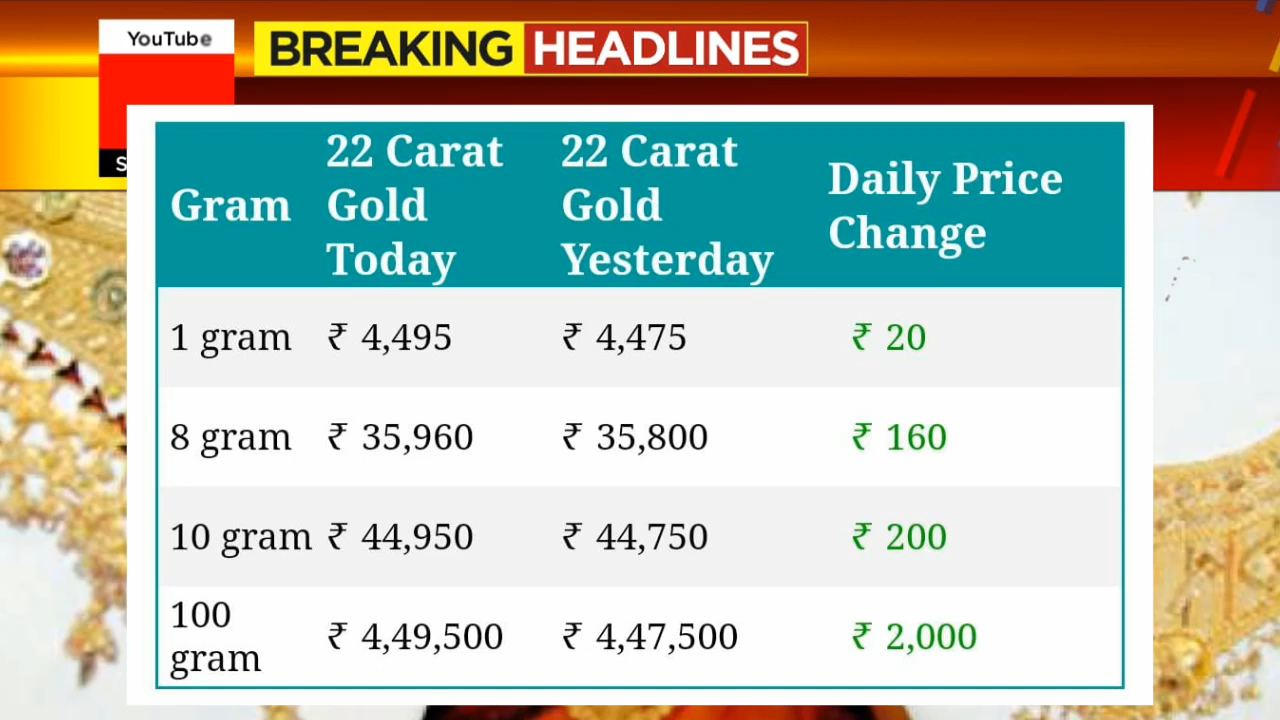 YouTube
BREAKING HEADLINES
S
Gram
22 Carat
Gold
Today
22 Carat
Gold
Yesterday
Daily Price
Change
1 gram ₹ 4,495 ₹ 4,475 ₹ 20
8 gram ₹ 35,960 ₹ 35,800 ₹ 160
10 gram ₹ 44,950 ₹ 44,750 ₹ 200
100
gram
₹ 4,49,500 ₹ 4,47,500 ₹ 2,000